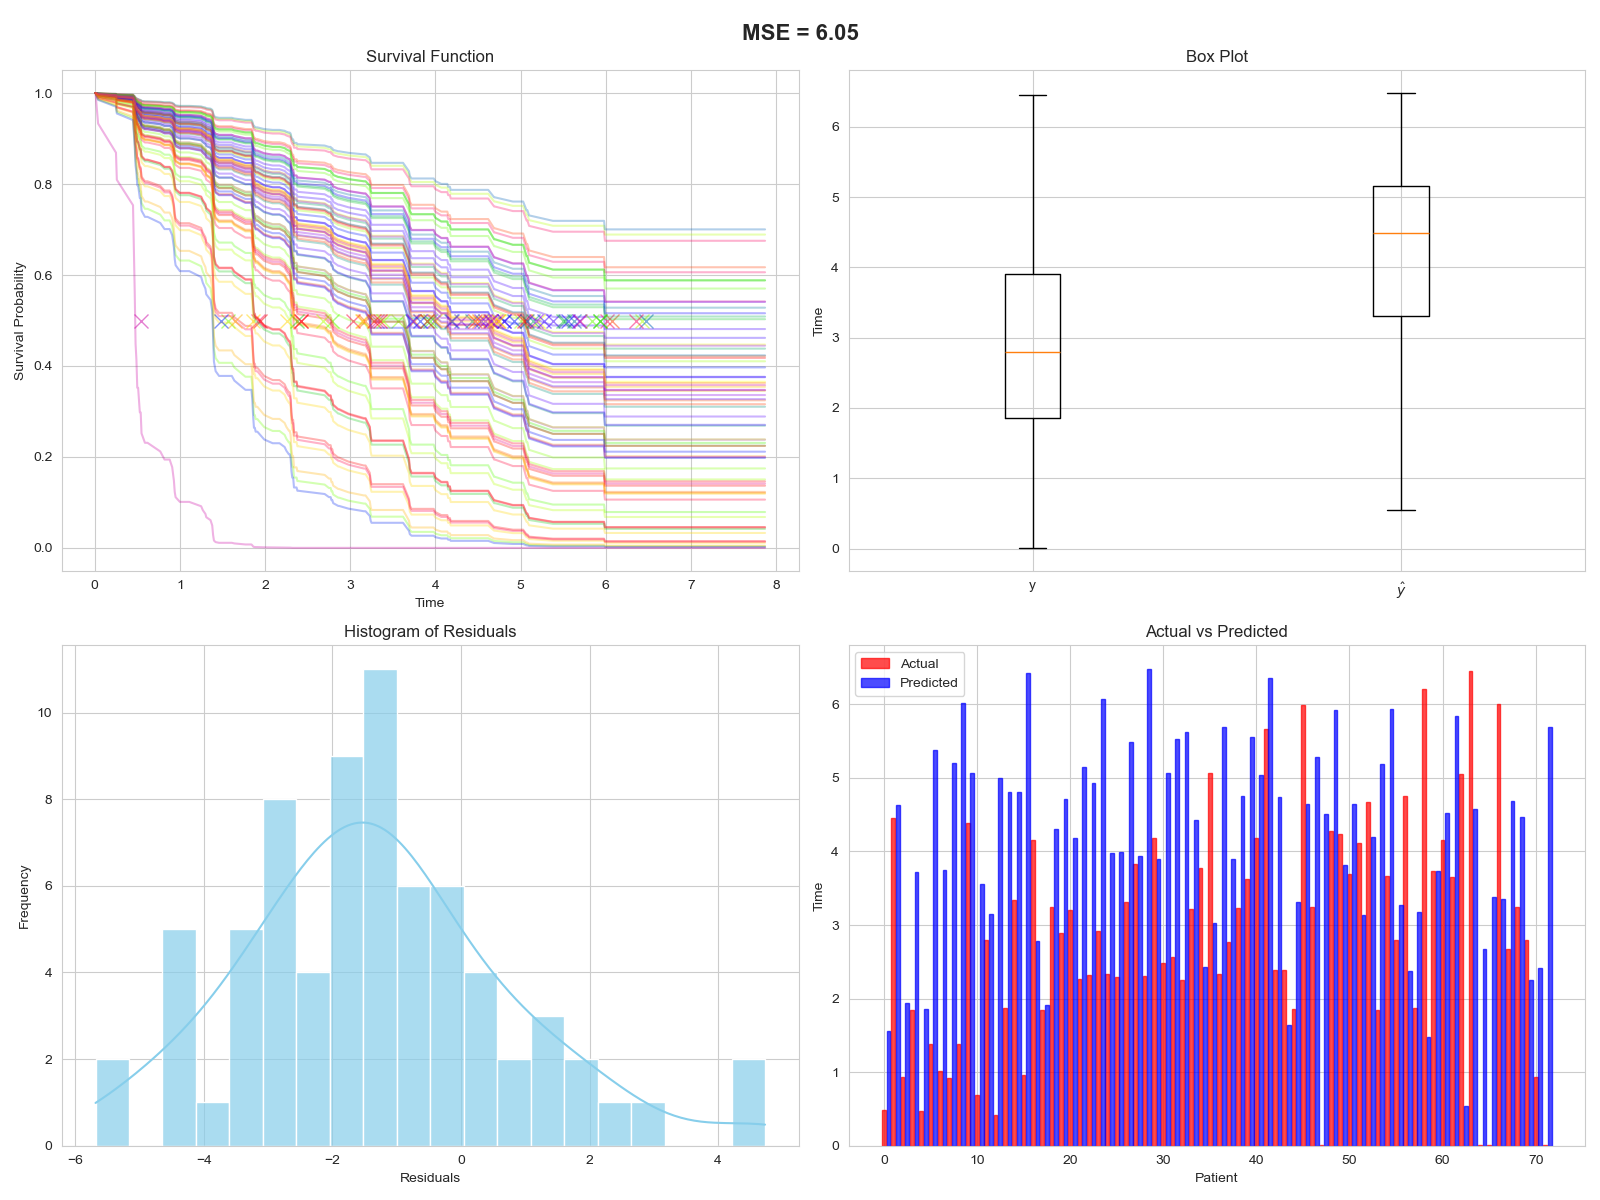 MSE = 6.05
Survival Function
1.0
0.8
0.6
0.4
0.2
0.0
Survival Probability
0 1 2 3 4 5 6 7 8
Time
Box Plot
6
5
4
3
2
1
0
Time
y ŷ
Histogram of Residuals
10
8
6
4
2
0
Frequency
−6 −4 −2 0 2 4
Residuals
Actual vs Predicted
Actual
Predicted
6
5
4
3
2
1
0
Time
0 10 20 30 40 50 60 70
Patient